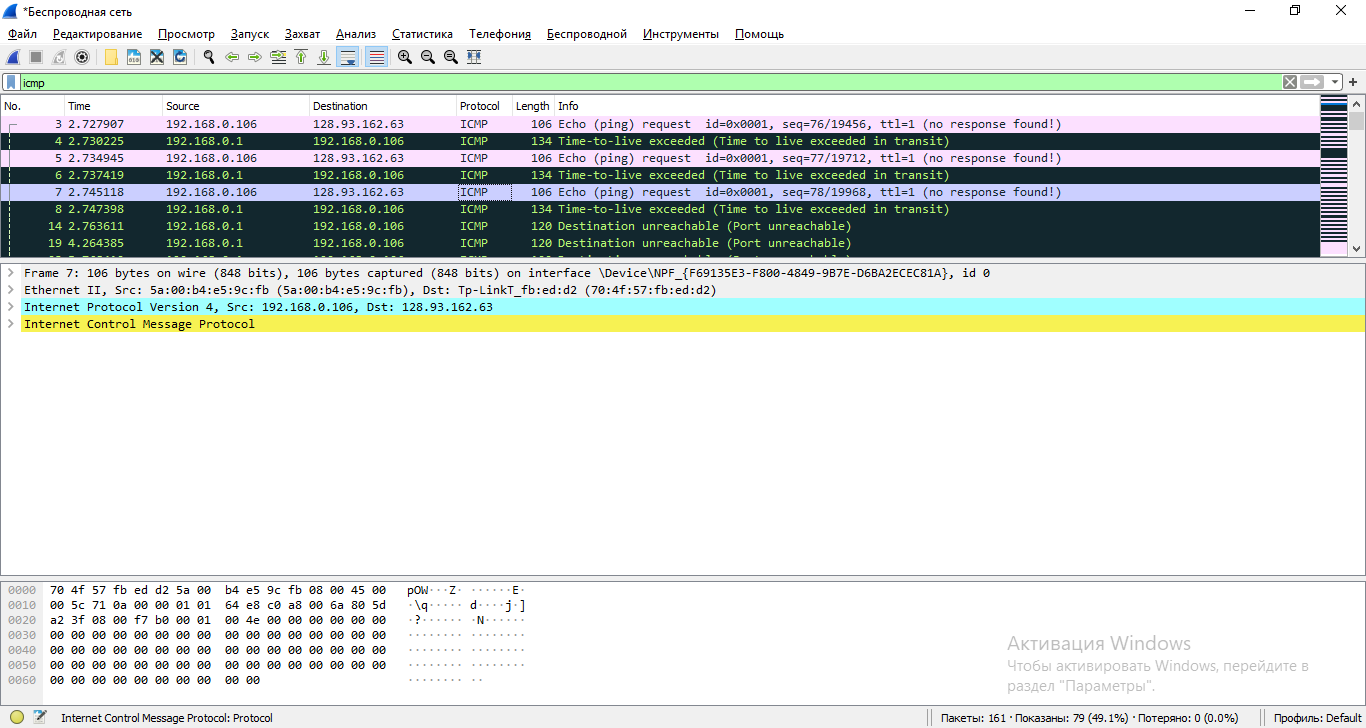 *Беспроводная сеть
Файл Редактирование Просмотр Запуск Захват Анализ Статистика Телефония Беспроводной Инструменты Помощь
icmp
No. Time Source Destination Protocol Length Info
3 2.727907 192.168.0.106 128.93.162.63 ICMP 106 Echo (ping) request id=0x0001, seq=76/19456, ttl=1 (no response found!)
4 2.730225 192.168.0.1 192.168.0.106 ICMP 134 Time-to-live exceeded (Time to live exceeded in transit)
5 2.734945 192.168.0.106 128.93.162.63 ICMP 106 Echo (ping) request id=0x0001, seq=77/19712, ttl=1 (no response found!)
6 2.737419 192.168.0.1 192.168.0.106 ICMP 134 Time-to-live exceeded (Time to live exceeded in transit)
7 2.745118 192.168.0.106 128.93.162.63 ICMP 106 Echo (ping) request id=0x0001, seq=78/19968, ttl=1 (no response found!)
8 2.747398 192.168.0.1 192.168.0.106 ICMP 134 Time-to-live exceeded (Time to live exceeded in transit)
14 2.763611 192.168.0.1 192.168.0.106 ICMP 120 Destination unreachable (Port unreachable)
19 4.264385 192.168.0.1 192.168.0.106 ICMP 120 Destination unreachable (Port unreachable)
Frame 7: 106 bytes on wire (848 bits), 106 bytes captured (848 bits) on interface \Device\NPF_{F69135E3-F800-4849-9B7E-D6BA2ECEC81A}, id 0
Ethernet II, Src: 5a:00:b4:e5:9c:fb (5a:00:b4:e5:9c:fb), Dst: Tp-LinkT_fb:ed:d2 (70:4f:57:fb:ed:d2)
Internet Protocol Version 4, Src: 192.168.0.106, Dst: 128.93.162.63
Internet Control Message Protocol
0000 70 4f 57 fb ed d2 5a 00 b4 e5 9c fb 08 00 45 00 pOW···Z· ······E·
0010 00 5c 71 0a 00 00 01 01 64 e8 c0 a8 00 6a 80 5d ·\q····· d····j·]
0020 a2 3f 08 00 f7 b0 00 01 00 4e 00 00 00 00 00 00 ·?······ ·N······
0030 00 00 00 00 00 00 00 00 00 00 00 00 00 00 00 00 ········ ········
0040 00 00 00 00 00 00 00 00 00 00 00 00 00 00 00 00 ········ ········
0050 00 00 00 00 00 00 00 00 00 00 00 00 00 00 00 00 ········ ········
0060 00 00 00 00 00 00 00 00 00 00 ········ ··
Активация Windows
Чтобы активировать Windows, перейдите в
раздел "Параметры".
Internet Control Message Protocol: Protocol Пакеты: 161 · Показаны: 79 (49.1%) · Потеряно: 0 (0.0%) Профиль: Default